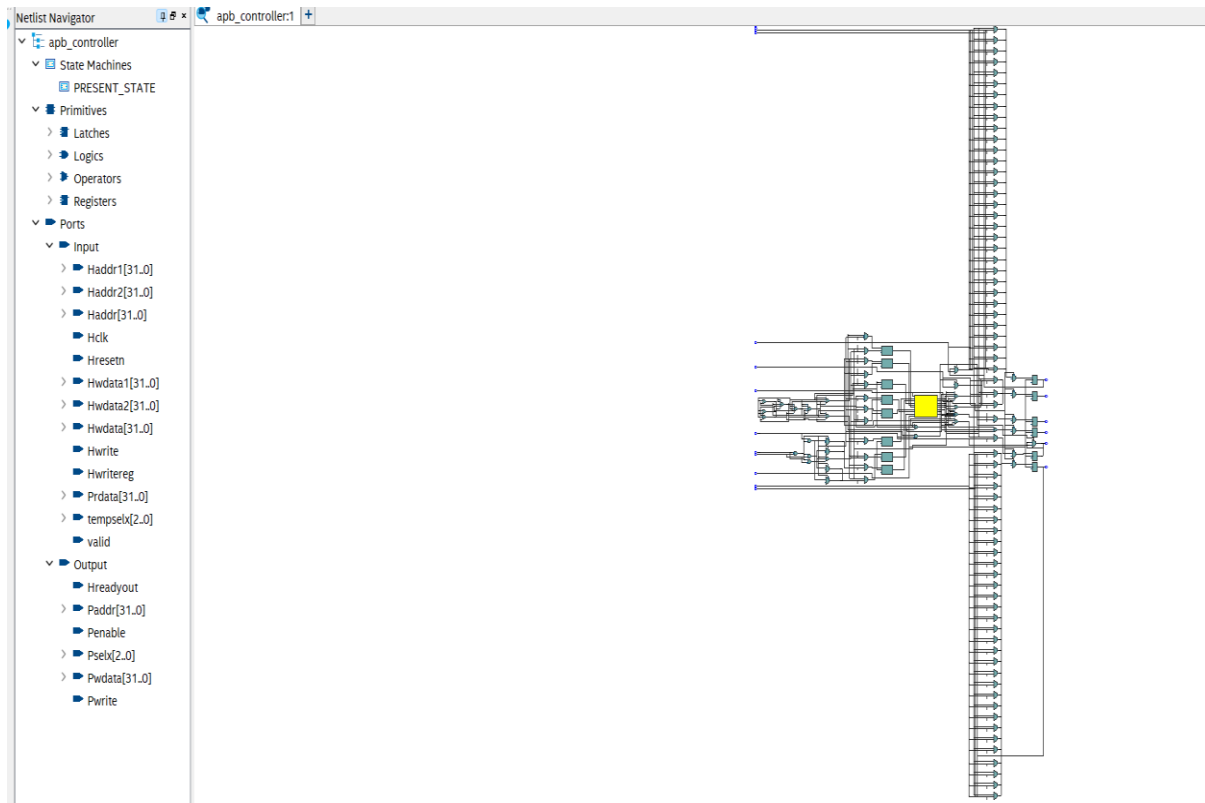 Netlist Navigator
apb_controller:1
apb_controller
State Machines
PRESENT_STATE
Primitives
Latches
Logics
Operators
Registers
Ports
Input
Haddr1[31..0]
Haddr2[31..0]
Haddr[31..0]
Hclk
Hresetn
Hwdata1[31..0]
Hwdata2[31..0]
Hwdata[31..0]
Hwrite
Hwritereg
Prdata[31..0]
tempselx[2..0]
valid
Output
Hreadyout
Paddr[31..0]
Penable
Pselx[2..0]
Pwdata[31..0]
Pwrite